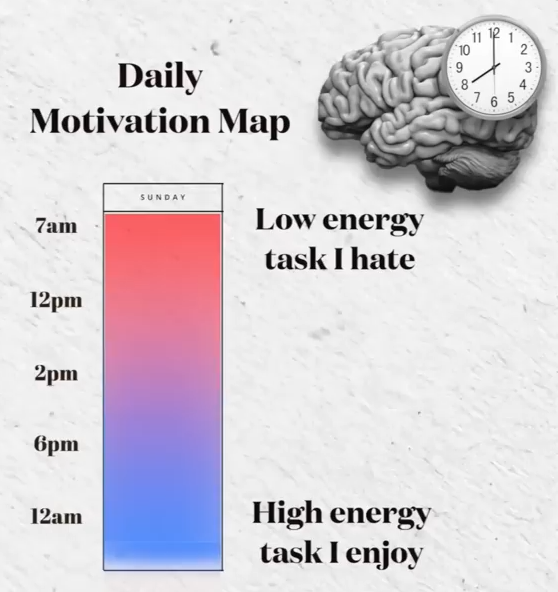 Daily
Motivation Map
12
1
2
3
4
5
6
7
8
9
10
11
SUNDAY
7am
Low energy
task I hate
12pm
2pm
6pm
12am
High energy
task I enjoy